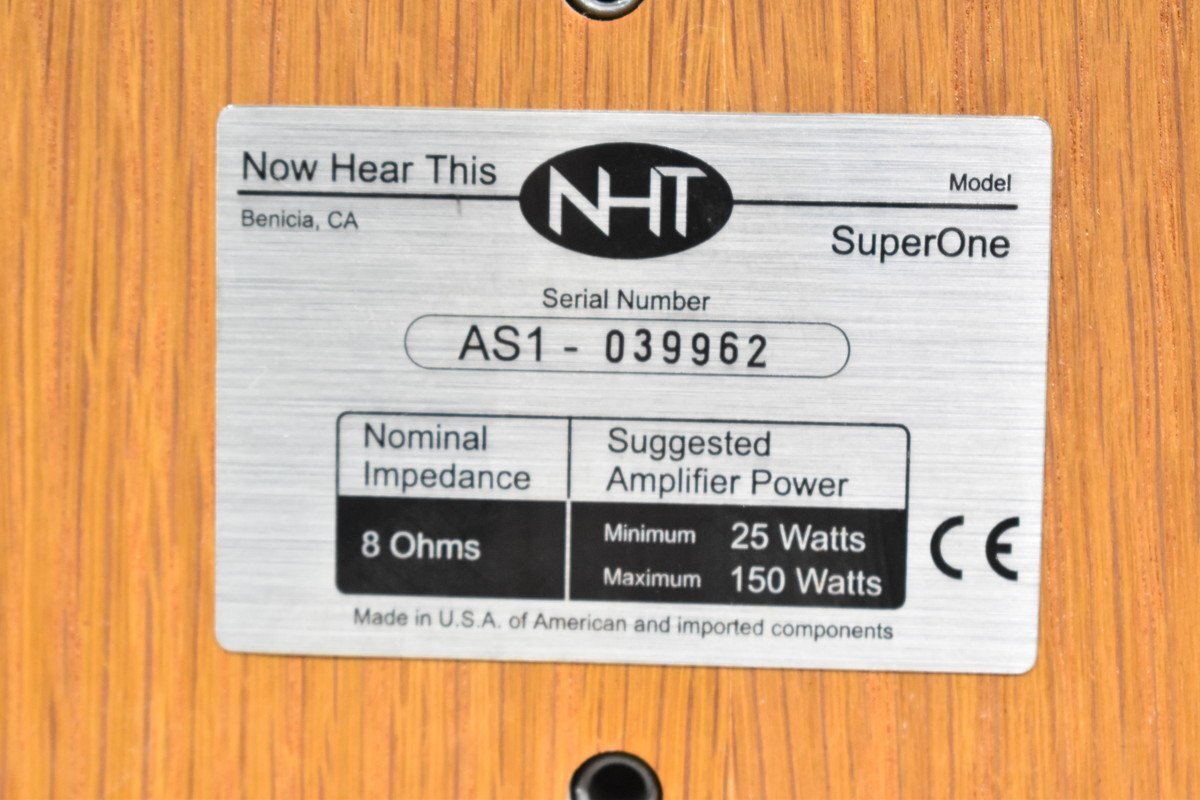 Now Hear This
NHT
Model
Benicia, CA
SuperOne
Serial Number
AS1 - 039962
Nominal
Impedance
Suggested
Amplifier Power
8 Ohms
Minimum 25 Watts
Maximum 150 Watts
CE
Made in U.S.A. of American and imported components